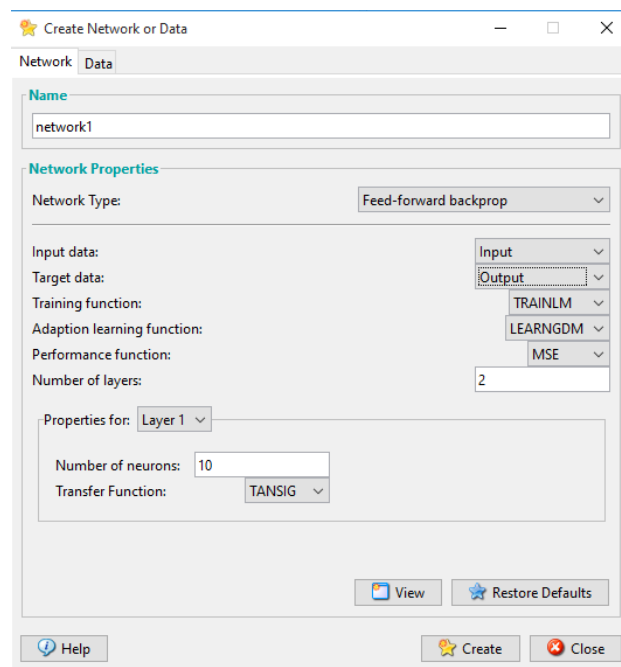 Create Network or Data
Network Data
Name
network1
Network Properties
Network Type: Feed-forward backprop
Input data: Input
Target data: Output
Training function: TRAINLM
Adaption learning function: LEARNGDM
Performance function: MSE
Number of layers: 2
Properties for: Layer 1
Number of neurons: 10
Transfer Function: TANSIG
View Restore Defaults
Help Create Close